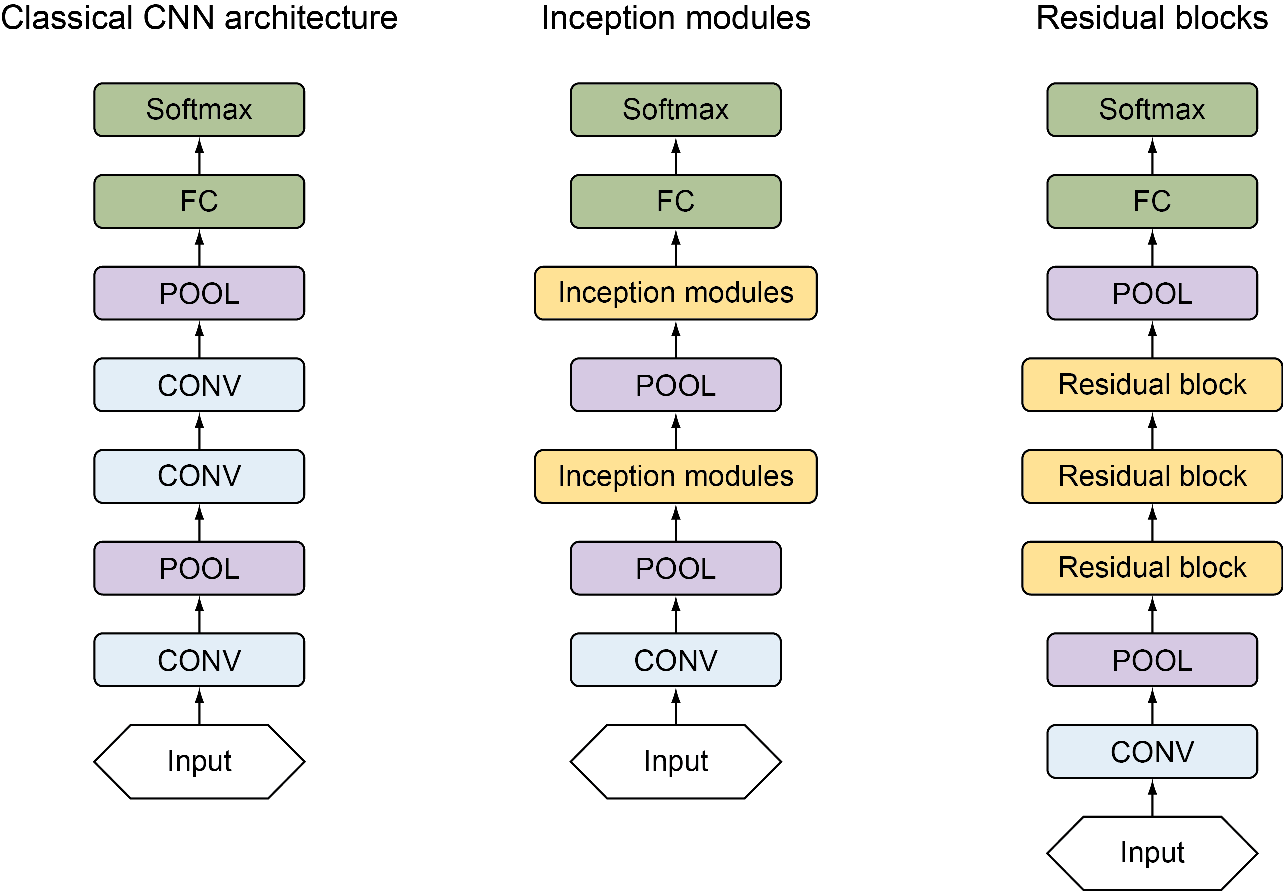 Classical CNN architecture
Softmax
FC
POOL
CONV
CONV
POOL
CONV
Input
Inception modules
Softmax
FC
Inception modules
POOL
Inception modules
POOL
CONV
Input
Residual blocks
Softmax
FC
POOL
Residual block
Residual block
Residual block
POOL
CONV
Input